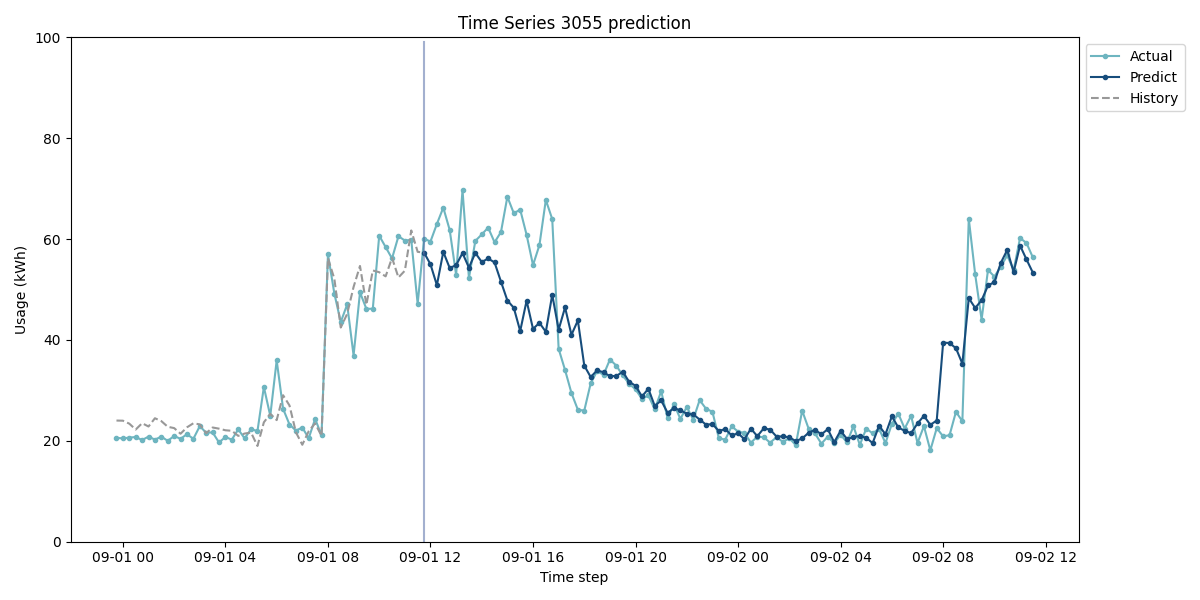 Time Series 3055 prediction
100
80
60
40
20
0
Usage (kWh)
09-01 00
09-01 04
09-01 08
09-01 12
09-01 16
09-01 20
09-02 00
09-02 04
09-02 08
09-02 12
Time step
Actual
Predict
History